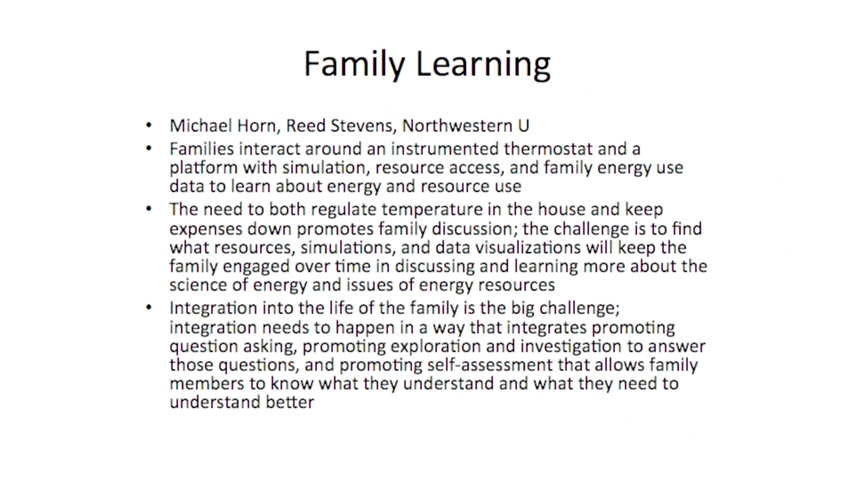 Family Learning
• Michael Horn, Reed Stevens, Northwestern U
• Families interact around an instrumented thermostat and a
platform with simulation, resource access, and family energy use
data to learn about energy and resource use
• The need to both regulate temperature in the house and keep
expenses down promotes family discussion; the challenge is to find
what resources, simulations, and data visualizations will keep the
family engaged over time in discussing and learning more about the
science of energy and issues of energy resources
• Integration into the life of the family is the big challenge;
integration needs to happen in a way that integrates promoting
question asking, promoting exploration and investigation to answer
those questions, and promoting self-assessment that allows family
members to know what they understand and what they need to
understand better